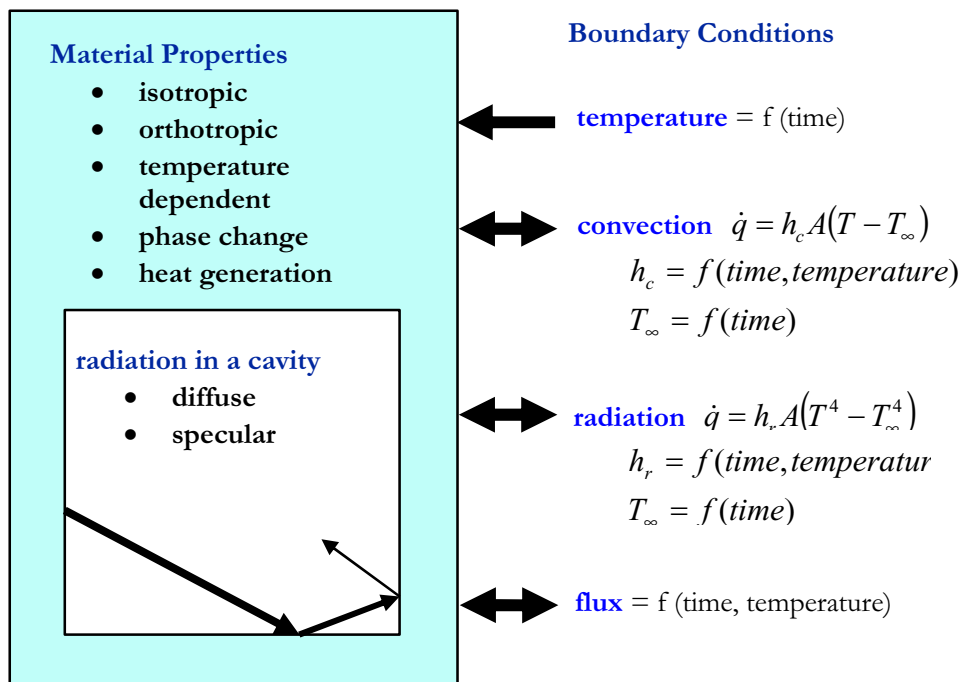 Material Properties
• isotropic
• orthotropic
• temperature
dependent
• phase change
• heat generation
radiation in a cavity
• diffuse
• specular
Boundary Conditions
temperature = f (time)
convection q̇ = h_c A(T − T_∞)
h_c = f(time, temperature)
T_∞ = f(time)
radiation q̇ = h_r A(T⁴ − T_∞⁴)
h_r = f(time, temperatur
T_∞ = f(time)
flux = f (time, temperature)